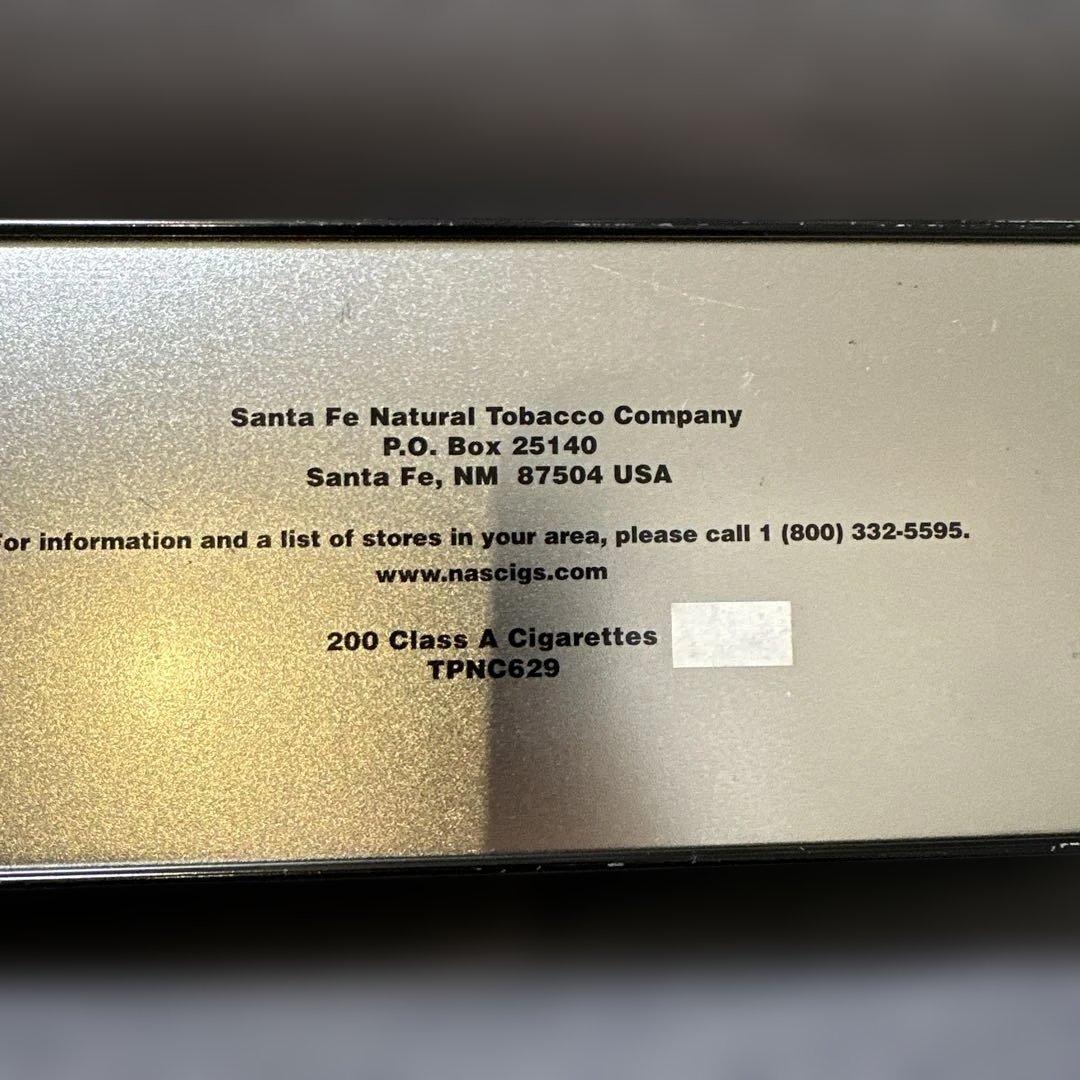 Santa Fe Natural Tobacco Company
P.O. Box 25140
Santa Fe, NM 87504 USA
For information and a list of stores in your area, please call 1 (800) 332-5595.
www.nascigs.com
200 Class A Cigarettes
TPNC629